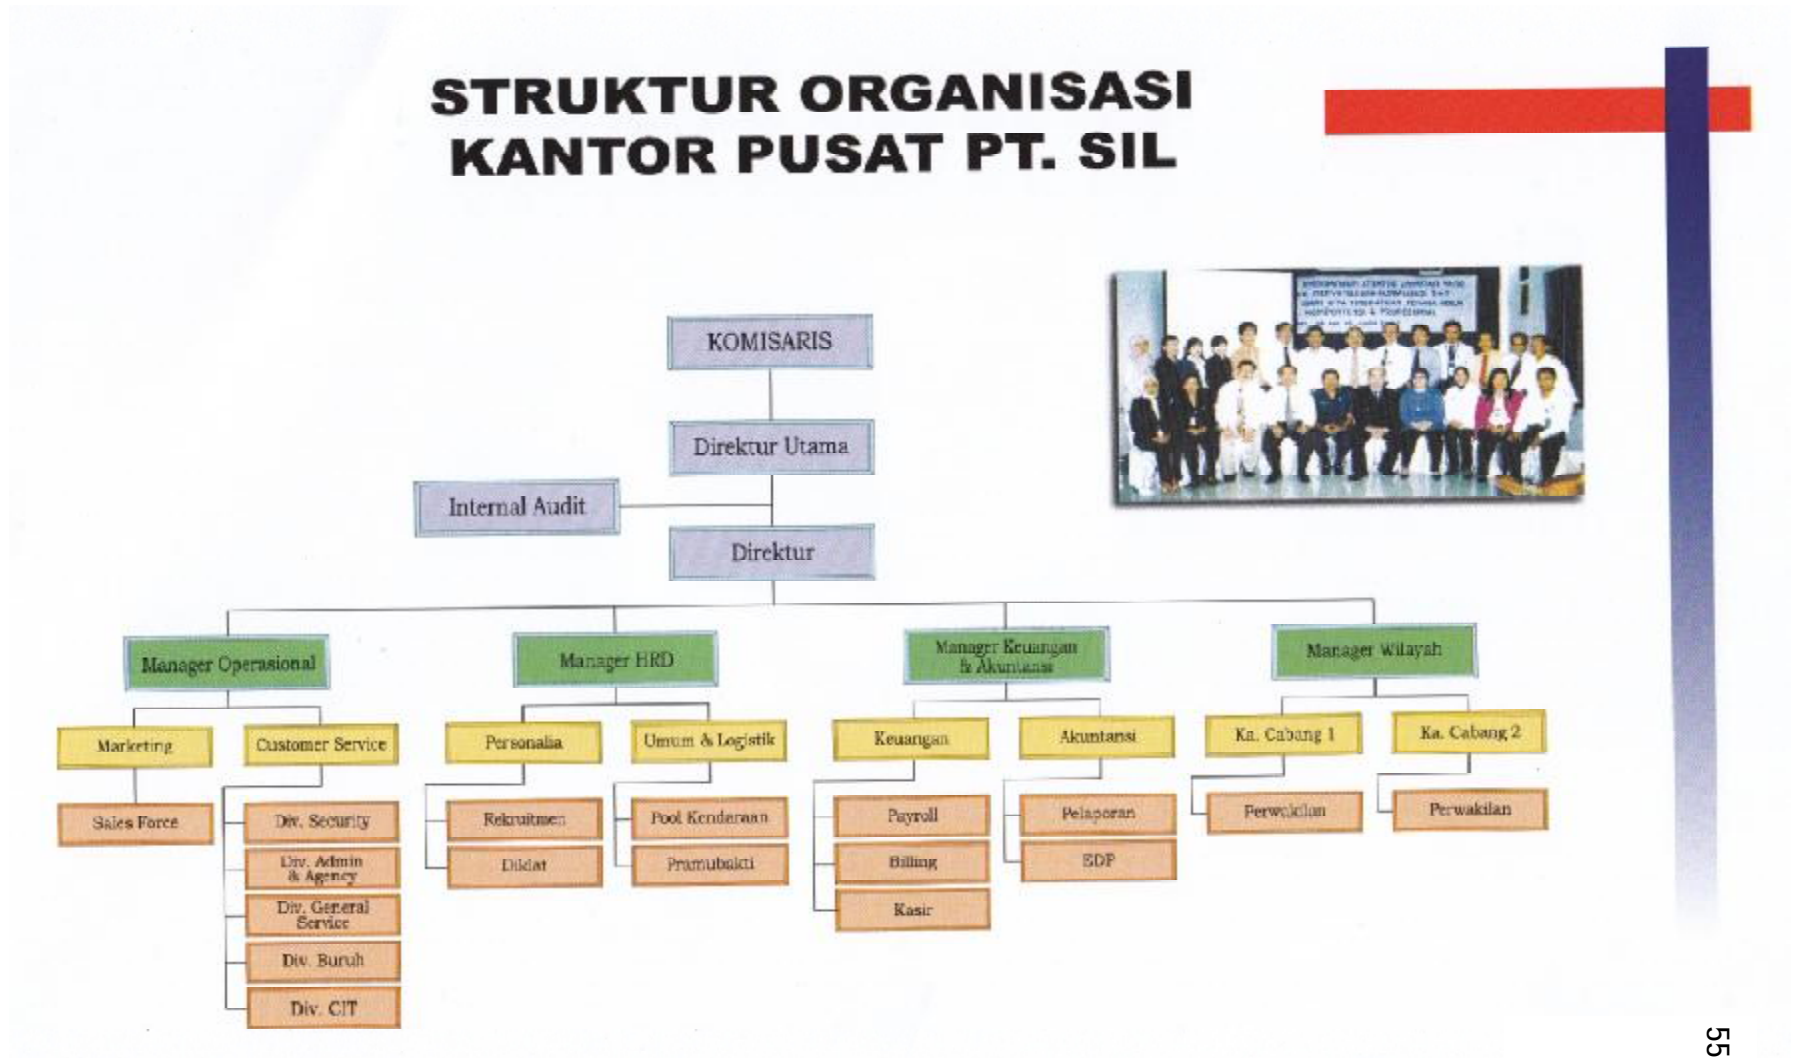 STRUKTUR ORGANISASI
KANTOR PUSAT PT. SIL
KOMISARIS
Direktur Utama
Internal Audit
Direktur
Manager Operasional
Manager HRD
Manager Keuangan
& Akuntansi
Manager Wilayah
Marketing
Customer Service
Personalia
Umum & Logistik
Keuangan
Akuntansi
Ka. Cabang 1
Ka. Cabang 2
Sales Force
Div. Security
Div. Admin
& Agency
Div. General
Service
Div. Buruh
Div. CIT
Rekruitmen
Diklat
Pool Kendaraan
Pramubakti
Payroll
Billing
Kasir
Pelaporan
EDP
Perwakilan
Perwakilan
55